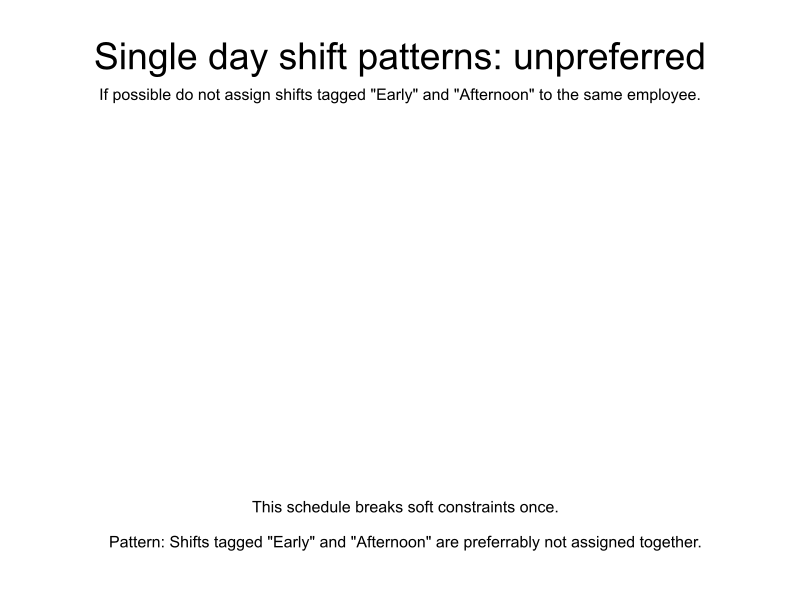 Single day shift patterns: unpreferred
If possible do not assign shifts tagged "Early" and "Afternoon" to the same employee.
This schedule breaks soft constraints once.
Pattern: Shifts tagged "Early" and "Afternoon" are preferrably not assigned together.